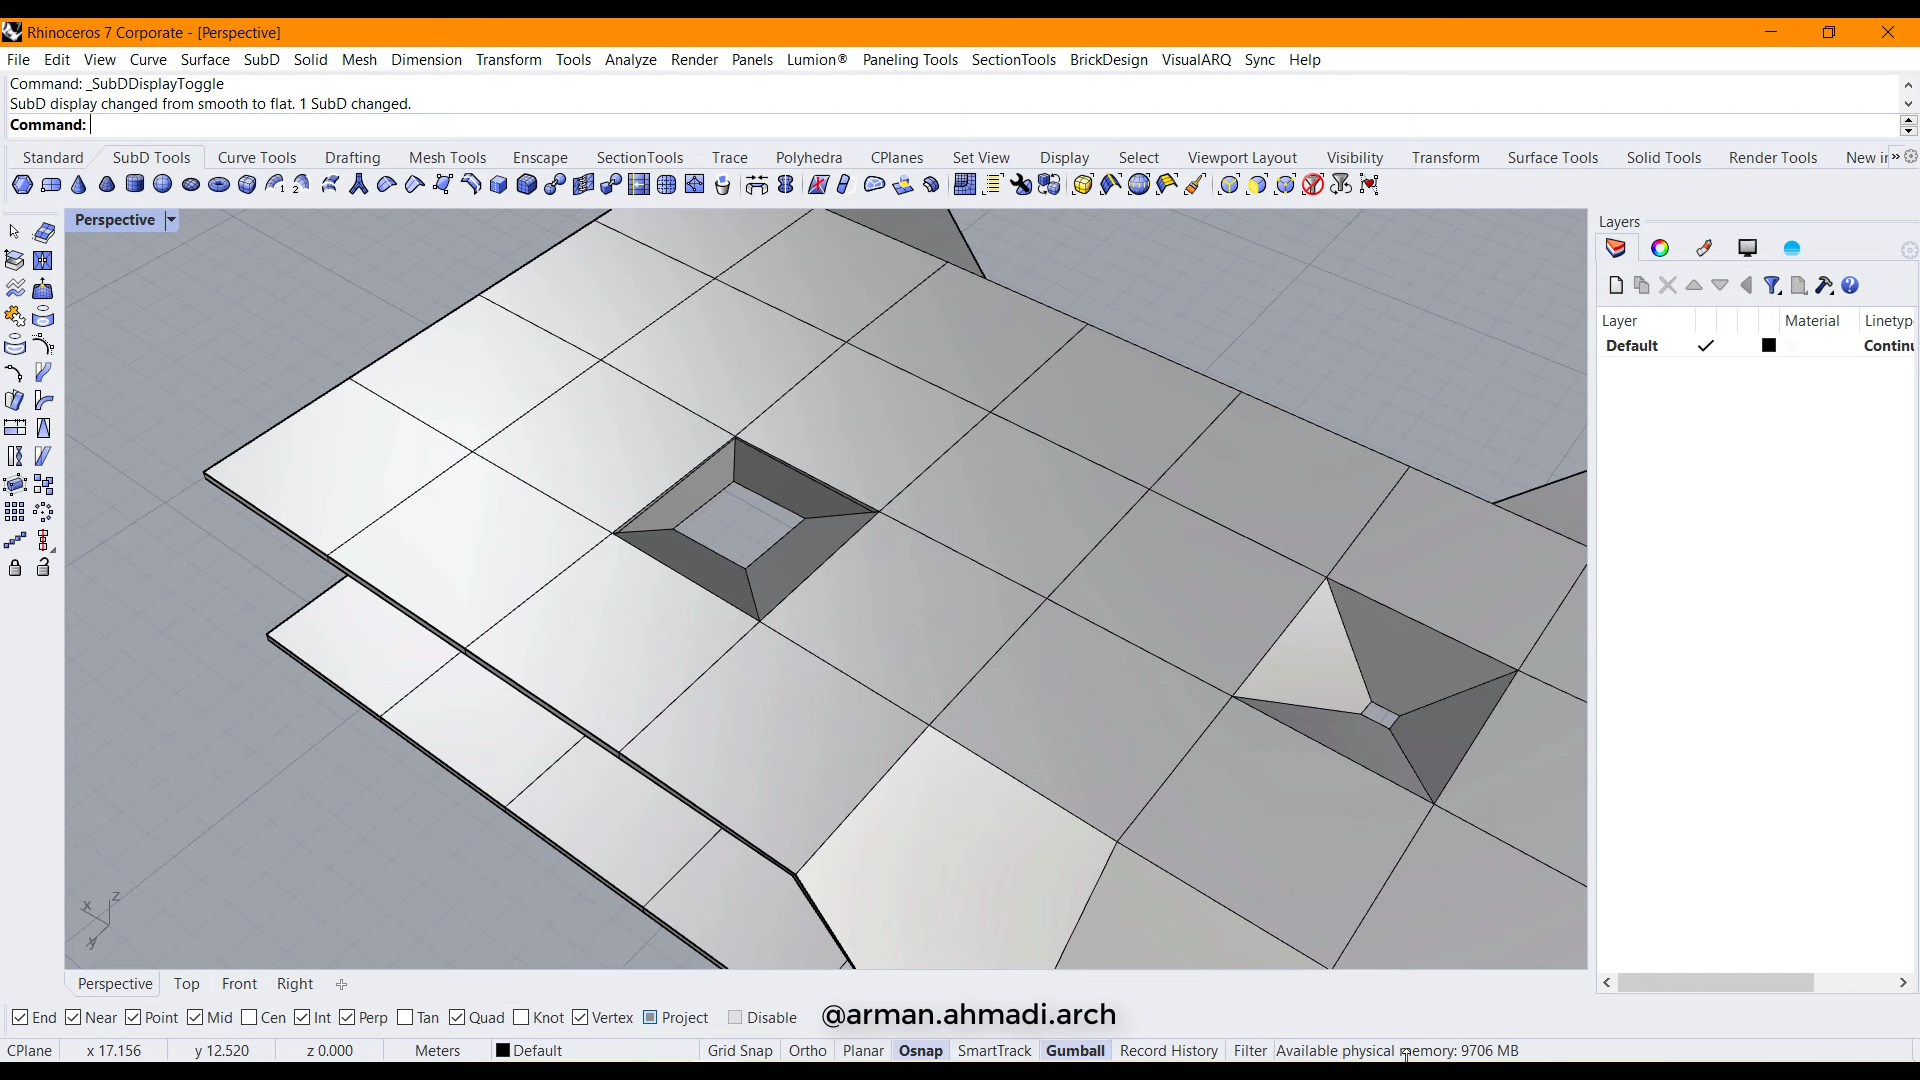 Rhinoceros 7 Corporate - [Perspective]
File Edit View Curve Surface SubD Solid Mesh Dimension Transform Tools Analyze Render Panels Lumion® Paneling Tools SectionTools BrickDesign VisualARQ Sync Help
Command: _SubDDisplayToggle
SubD display changed from smooth to flat. 1 SubD changed.
Command:
Standard SubD Tools Curve Tools Drafting Mesh Tools Enscape SectionTools Trace Polyhedra CPlanes Set View Display Select Viewport Layout Visibility Transform Surface Tools Solid Tools Render Tools New in »
Perspective
Layers
Layer Material Linetyp
Default Contin
z
x
y
Perspective Top Front Right
End Near Point Mid Cen Int Perp Tan Quad Knot Vertex Project Disable
@arman.ahmadi.arch
CPlane x 17.156 y 12.520 z 0.000 Meters Default Grid Snap Ortho Planar Osnap SmartTrack Gumball Record History Filter Available physical memory: 9706 MB